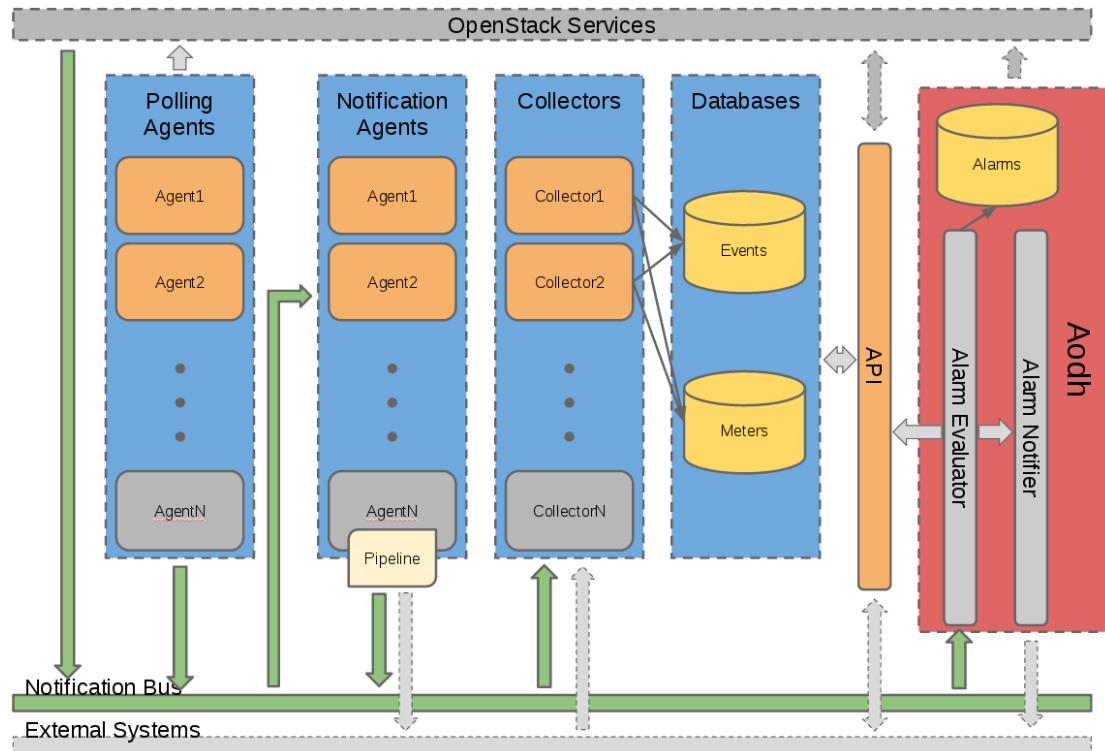 OpenStack Services
Polling
Agents
Agent1
Agent2
AgentN
Notification
Agents
Agent1
Agent2
AgentN
Pipeline
Collectors
Collector1
Collector2
CollectorN
Databases
Events
Meters
API
Alarms
Alarm Evaluator
Alarm Notifier
Aodh
Notification Bus
External Systems